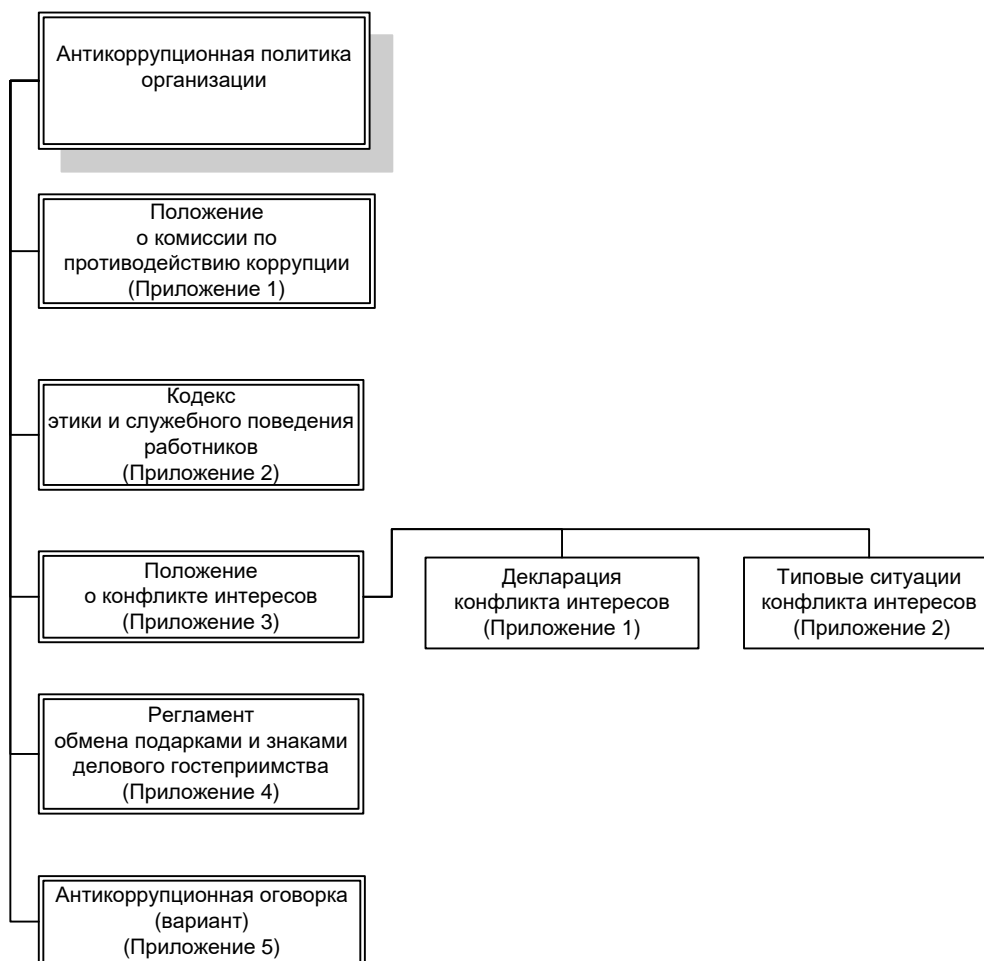 Антикоррупционная политика
организации
Положение
о комиссии по
противодействию коррупции
(Приложение 1)
Кодекс
этики и служебного поведения
работников
(Приложение 2)
Положение
о конфликте интересов
(Приложение 3)
Декларация
конфликта интересов
(Приложение 1)
Типовые ситуации
конфликта интересов
(Приложение 2)
Регламент
обмена подарками и знаками
делового гостеприимства
(Приложение 4)
Антикоррупционная оговорка
(вариант)
(Приложение 5)